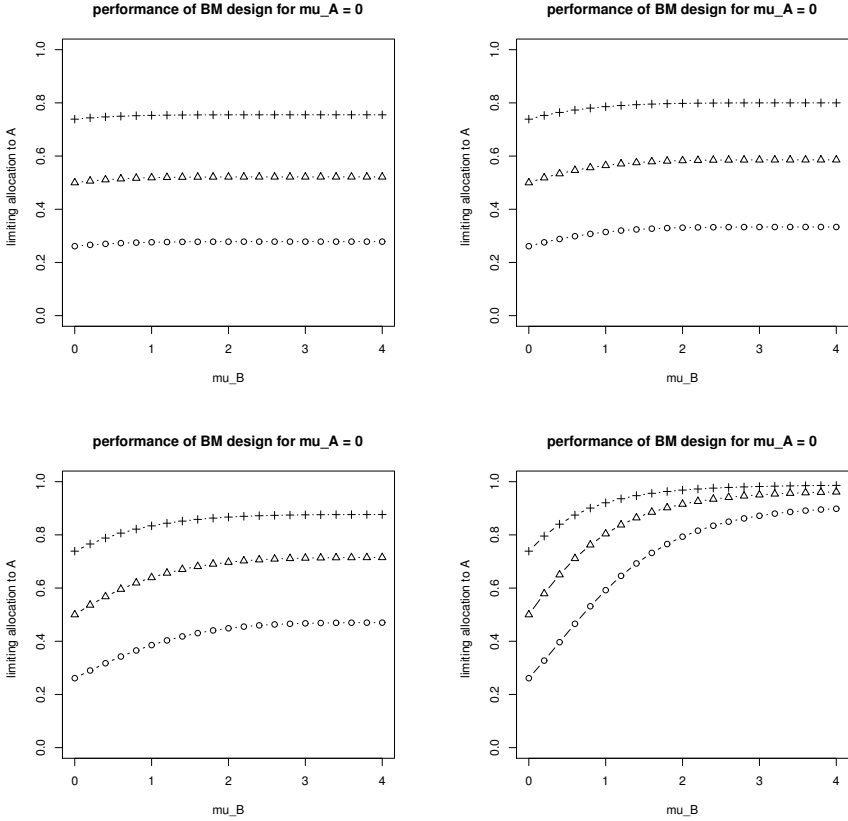 performance of BM design for mu_A = 0
limiting allocation to A
0.0 0.2 0.4 0.6 0.8 1.0
0 1 2 3 4
mu_B
performance of BM design for mu_A = 0
limiting allocation to A
0.0 0.2 0.4 0.6 0.8 1.0
0 1 2 3 4
mu_B
performance of BM design for mu_A = 0
limiting allocation to A
0.0 0.2 0.4 0.6 0.8 1.0
0 1 2 3 4
mu_B
performance of BM design for mu_A = 0
limiting allocation to A
0.0 0.2 0.4 0.6 0.8 1.0
0 1 2 3 4
mu_B